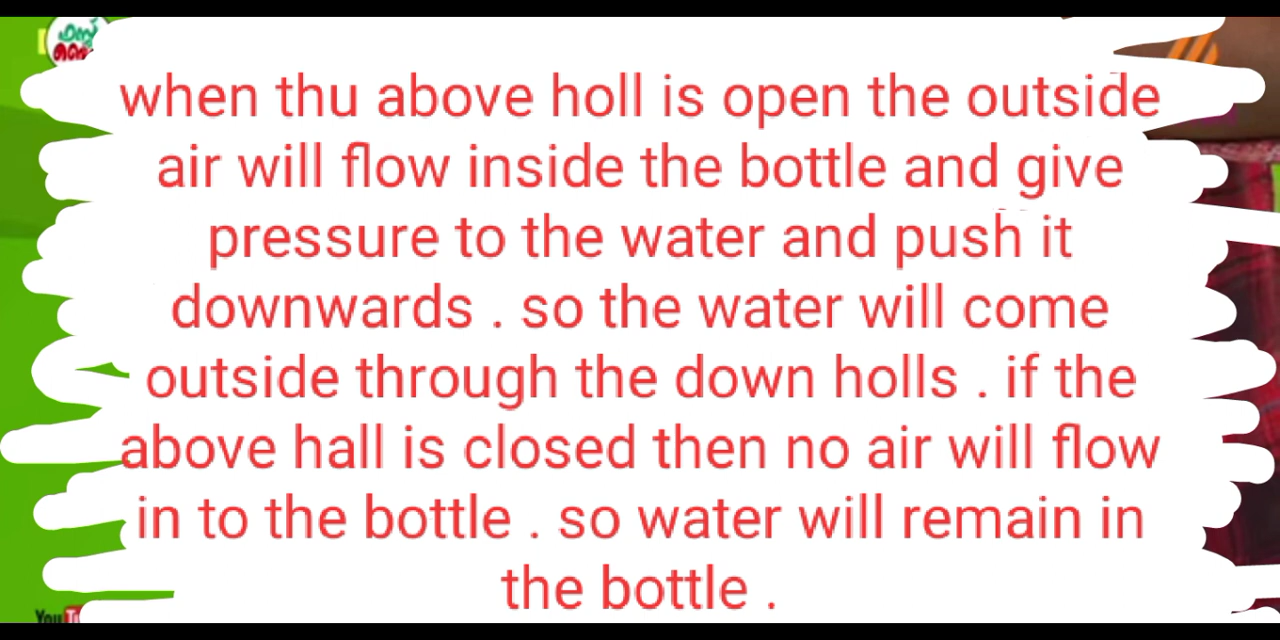 when thu above holl is open the outside
air will flow inside the bottle and give
pressure to the water and push it
downwards . so the water will come
outside through the down holls . if the
above hall is closed then no air will flow
in to the bottle . so water will remain in
the bottle .